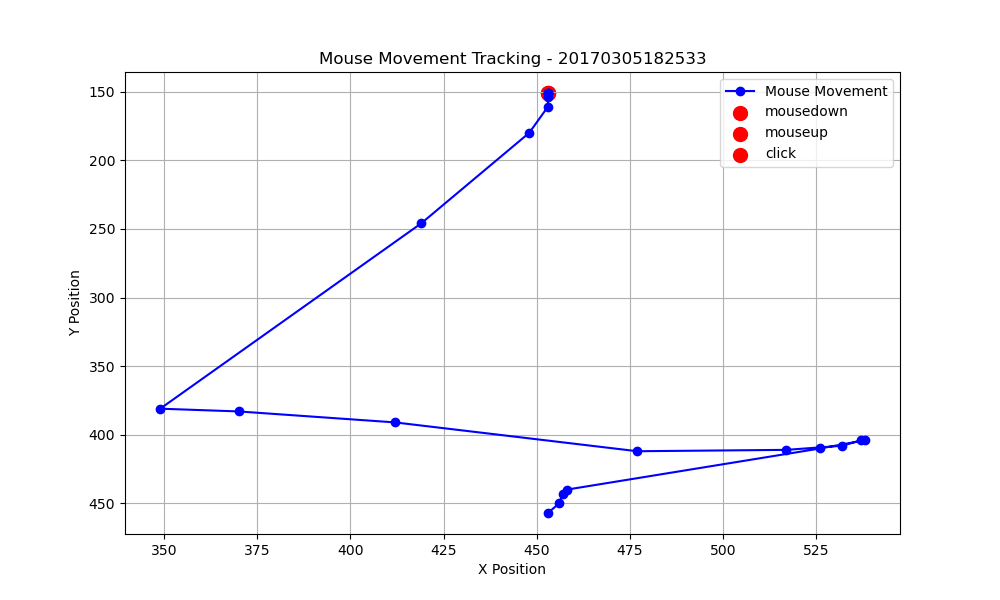 Mouse Movement Tracking - 20170305182533
Mouse Movement
mousedown
mouseup
click
150
200
250
300
350
400
450
Y Position
350
375
400
425
450
475
500
525
X Position